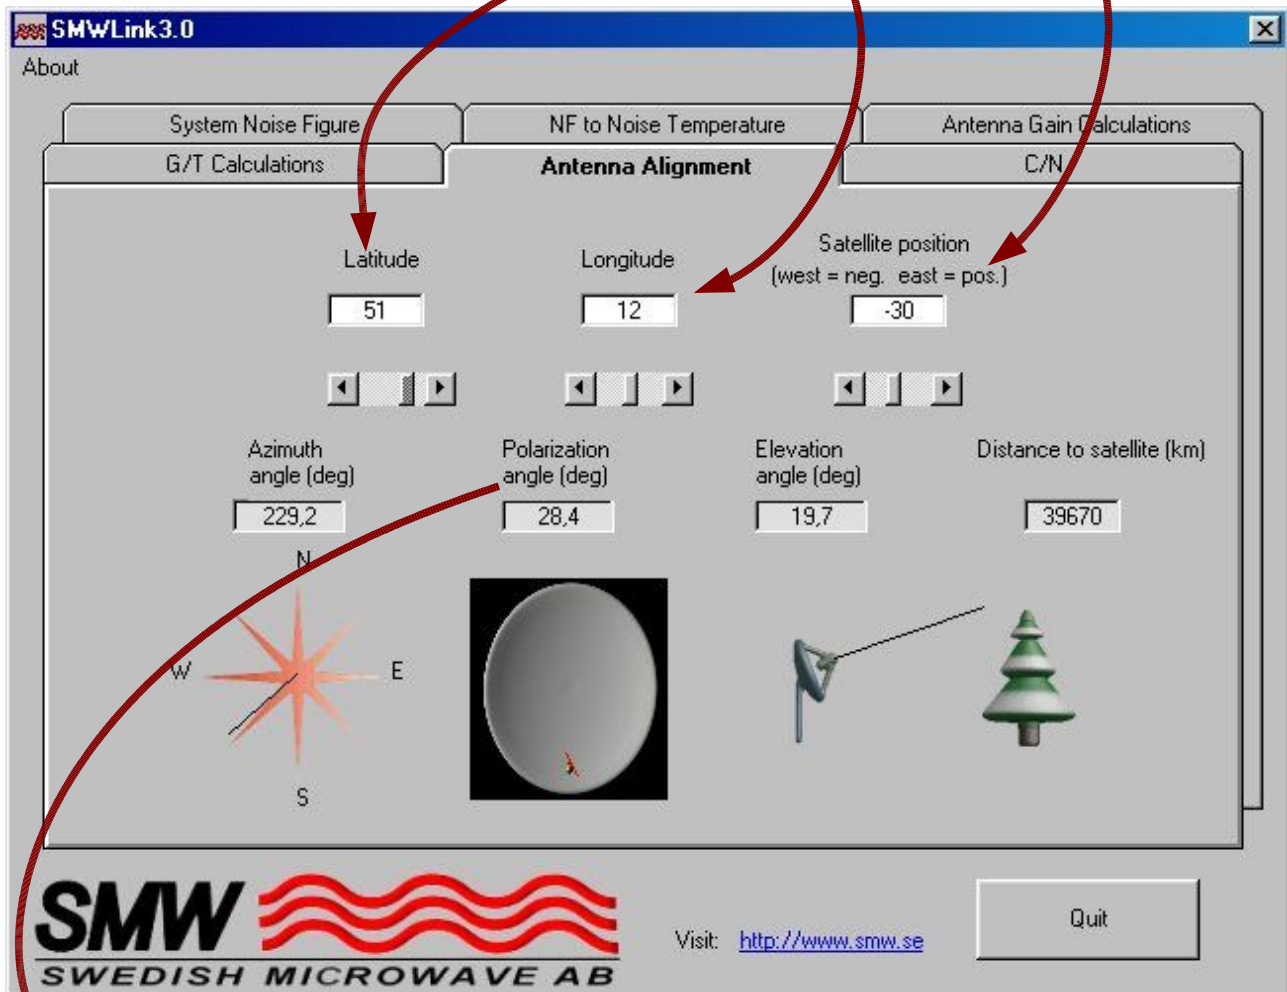 SMWLink3.0
About
System Noise Figure
NF to Noise Temperature
Antenna Gain Calculations
G/T Calculations
Antenna Alignment
C/N
Latitude
Longitude
Satellite position
(west = neg. east = pos.)
51
12
-30
Azimuth
angle (deg)
Polarization
angle (deg)
Elevation
angle (deg)
Distance to satellite (km)
229,2
28,4
19,7
39670
N
W
E
S
SMW
SWEDISH MICROWAVE AB
Visit: http://www.smw.se
Quit